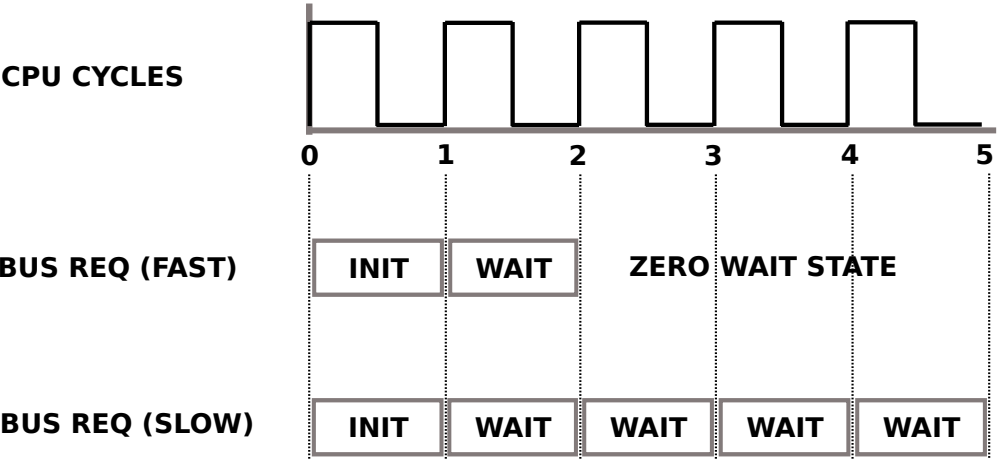 CPU CYCLES
0 1 2 3 4 5
BUS REQ (FAST) INIT WAIT ZERO WAIT STATE
BUS REQ (SLOW) INIT WAIT WAIT WAIT WAIT